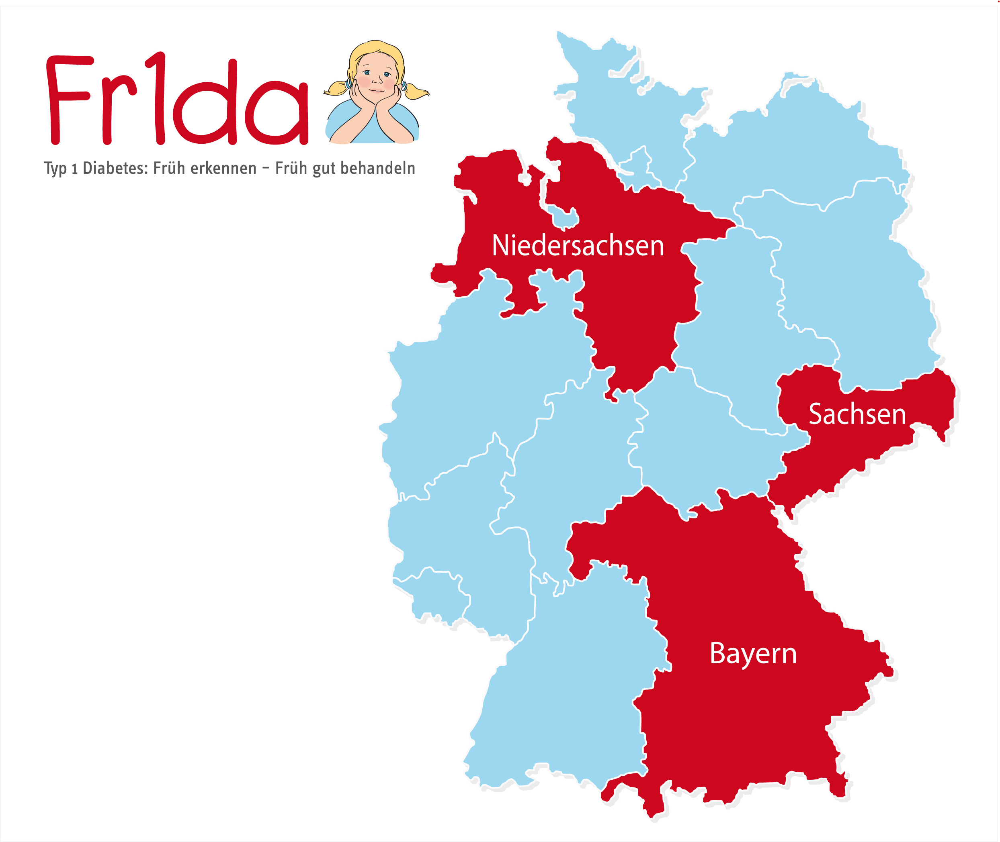 Fr1da
Typ 1 Diabetes: Früh erkennen – Früh gut behandeln
Niedersachsen
Sachsen
Bayern